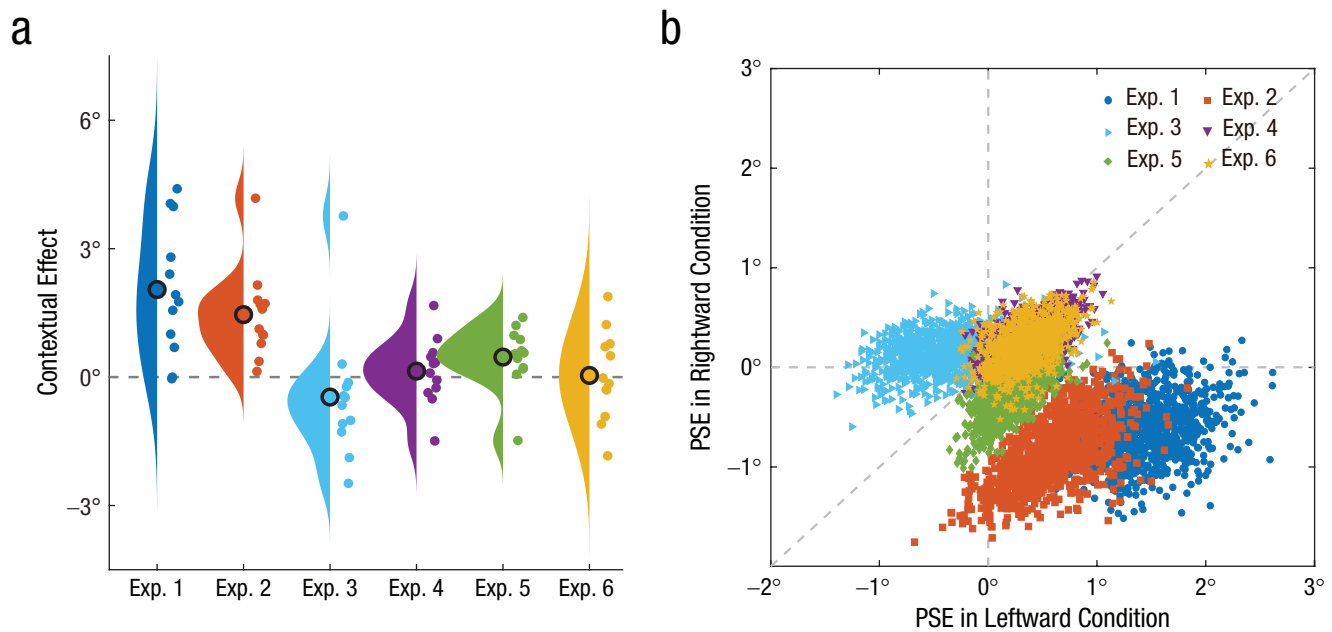 a
Contextual Effect
6°
3°
0°
−3°
Exp. 1 Exp. 2 Exp. 3 Exp. 4 Exp. 5 Exp. 6
b
PSE in Rightward Condition
3°
2°
1°
0°
−1°
−2° −1° 0° 1° 2° 3°
PSE in Leftward Condition
Exp. 1 Exp. 2
Exp. 3 Exp. 4
Exp. 5 Exp. 6